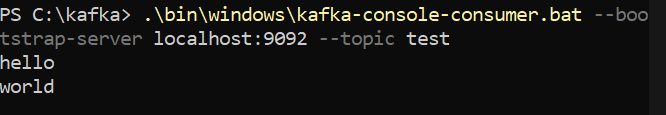 PS C:\kafka> .\bin\windows\kafka-console-consumer.bat --boo
tstrap-server localhost:9092 --topic test
hello
world